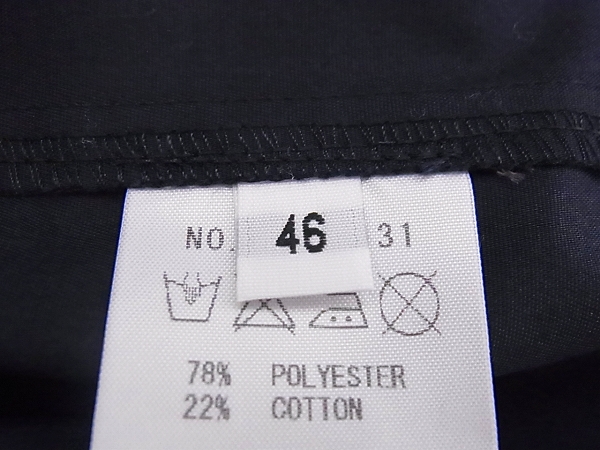 46
NO. 31
78% POLYESTER
22% COTTON